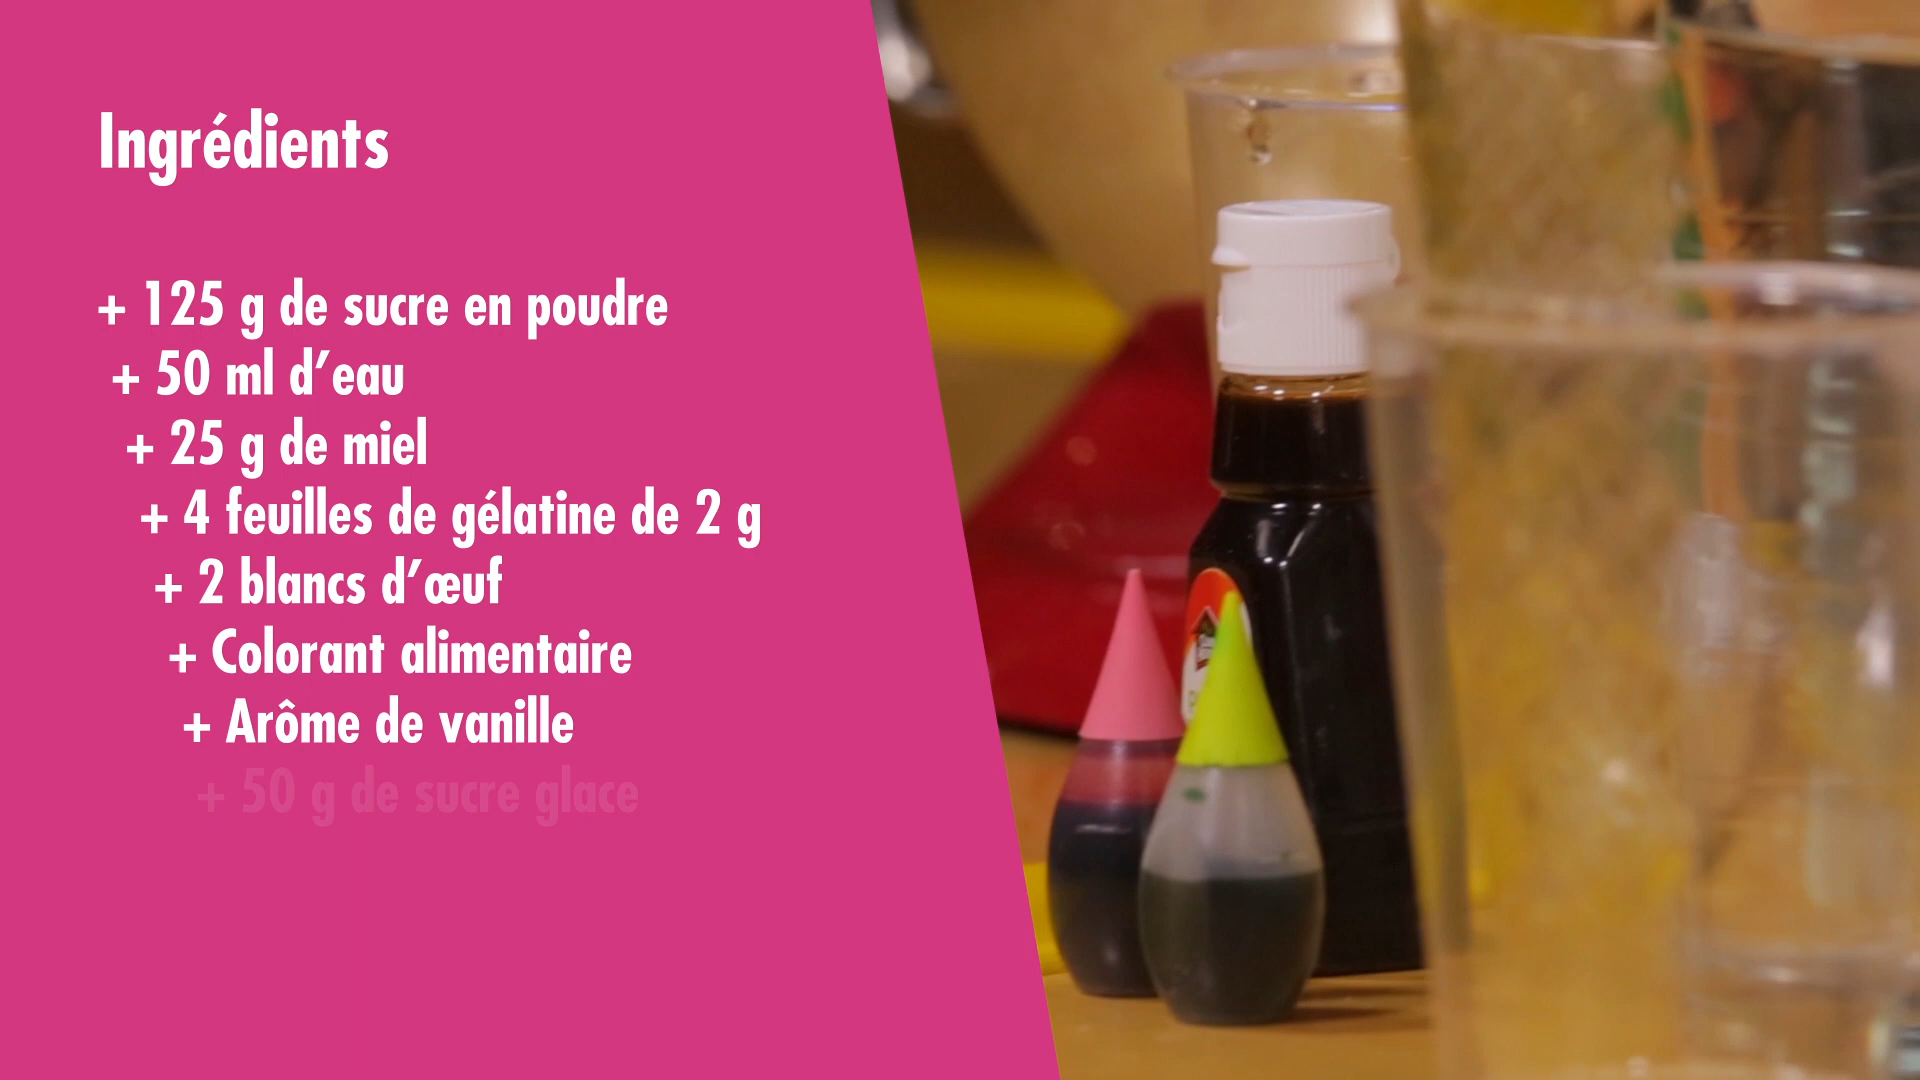 Ingrédients
+ 125 g de sucre en poudre
+ 50 ml d’eau
+ 25 g de miel
+ 4 feuilles de gélatine de 2 g
+ 2 blancs d’œuf
+ Colorant alimentaire
+ Arôme de vanille
+ 50 g de sucre glace